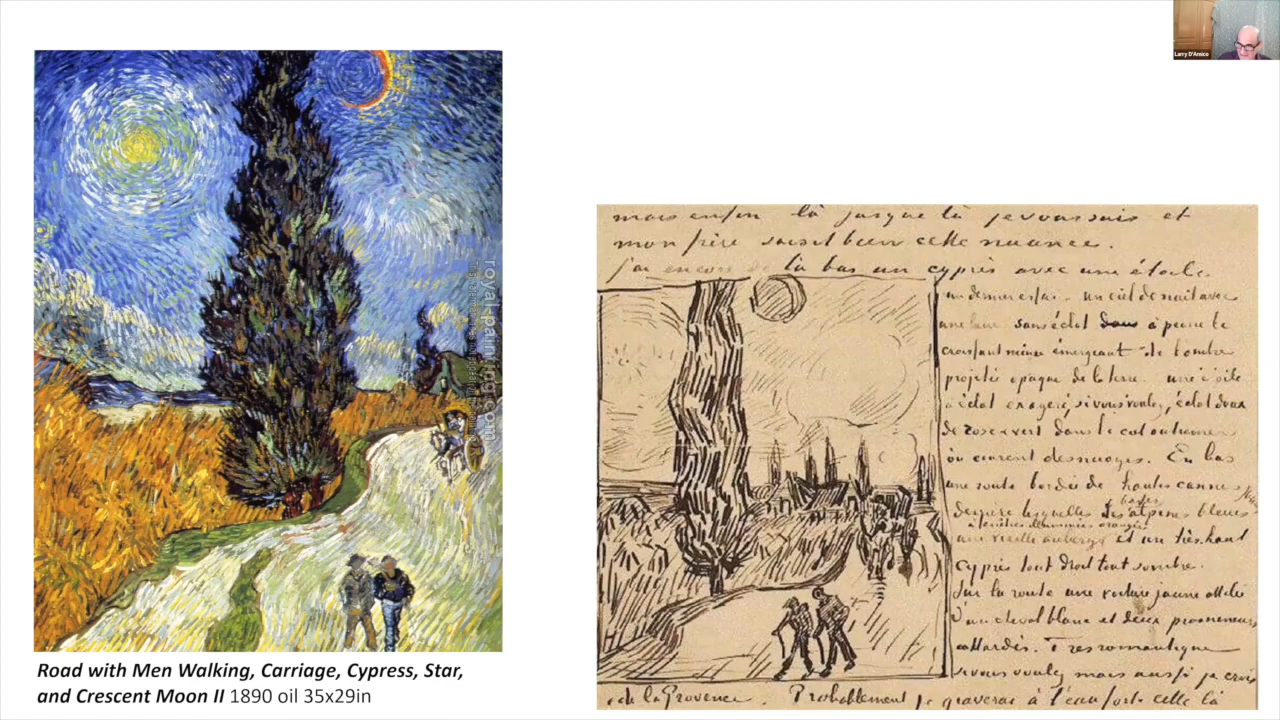 Larry D'Amico
mais enfin là jusque là je vous suis et
mon frère saisit bien cette nuance.
j'ai encore de là bas un cyprès avec une étoile.
un dernier essai. un ciel de nuit avec
une lune sans éclat à peine le
croissant mince émergeant de l'ombre
projetée opaque de la terre une étoile
à éclat exagéré, si vous voulez, éclat doux
de rose et vert dans le ciel outremer
où courent des nuages. En bas
une route bordée de hautes cannes
derrière lesquelles les basses alpines bleues
à fenêtres illuminées orangées
une vieille auberge et un très haut
cyprès tout droit tout sombre.
Sur la route une voiture jaune attelée
d'un cheval blanc et deux promeneurs
attardés. Très romantique
si vous voulez mais aussi je crois
de la Provence. Probablement je graverai à l'eau forte celle là
Road with Men Walking, Carriage, Cypress, Star,
and Crescent Moon II 1890 oil 35x29in